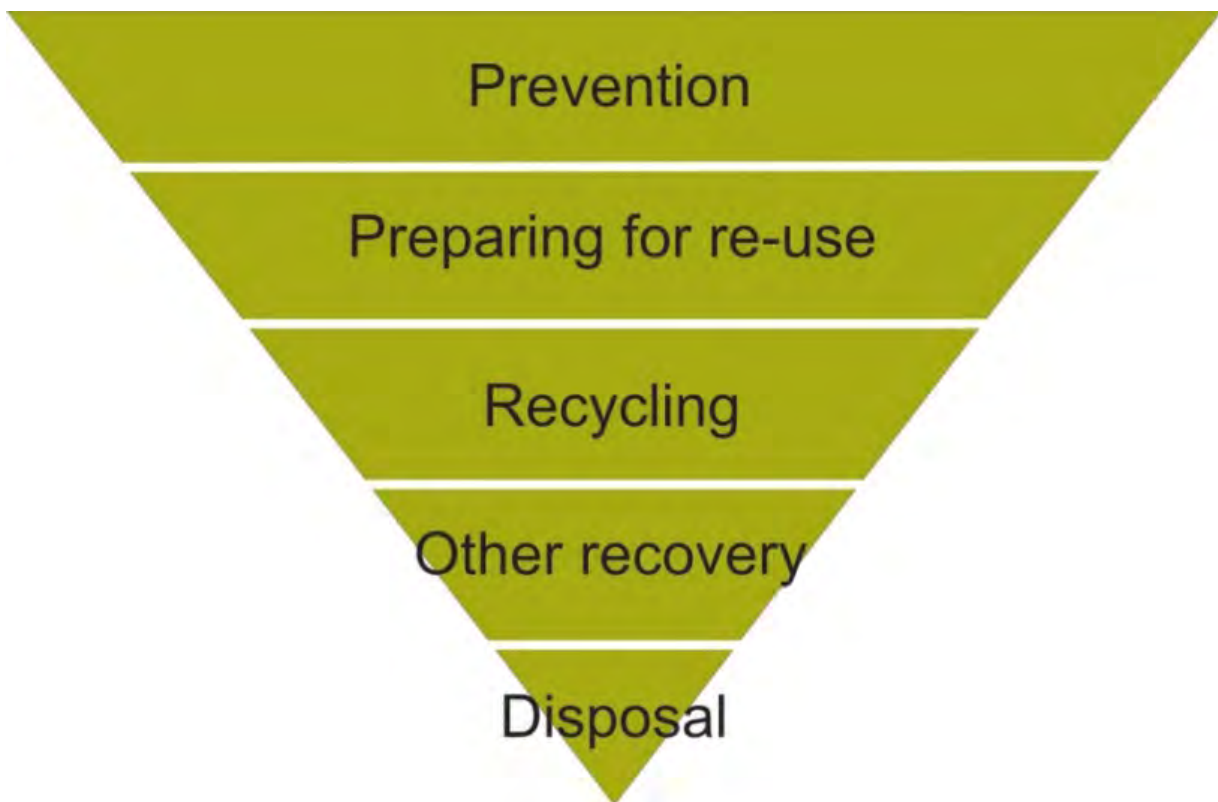 Prevention
Preparing for re-use
Recycling
Other recovery
Disposal